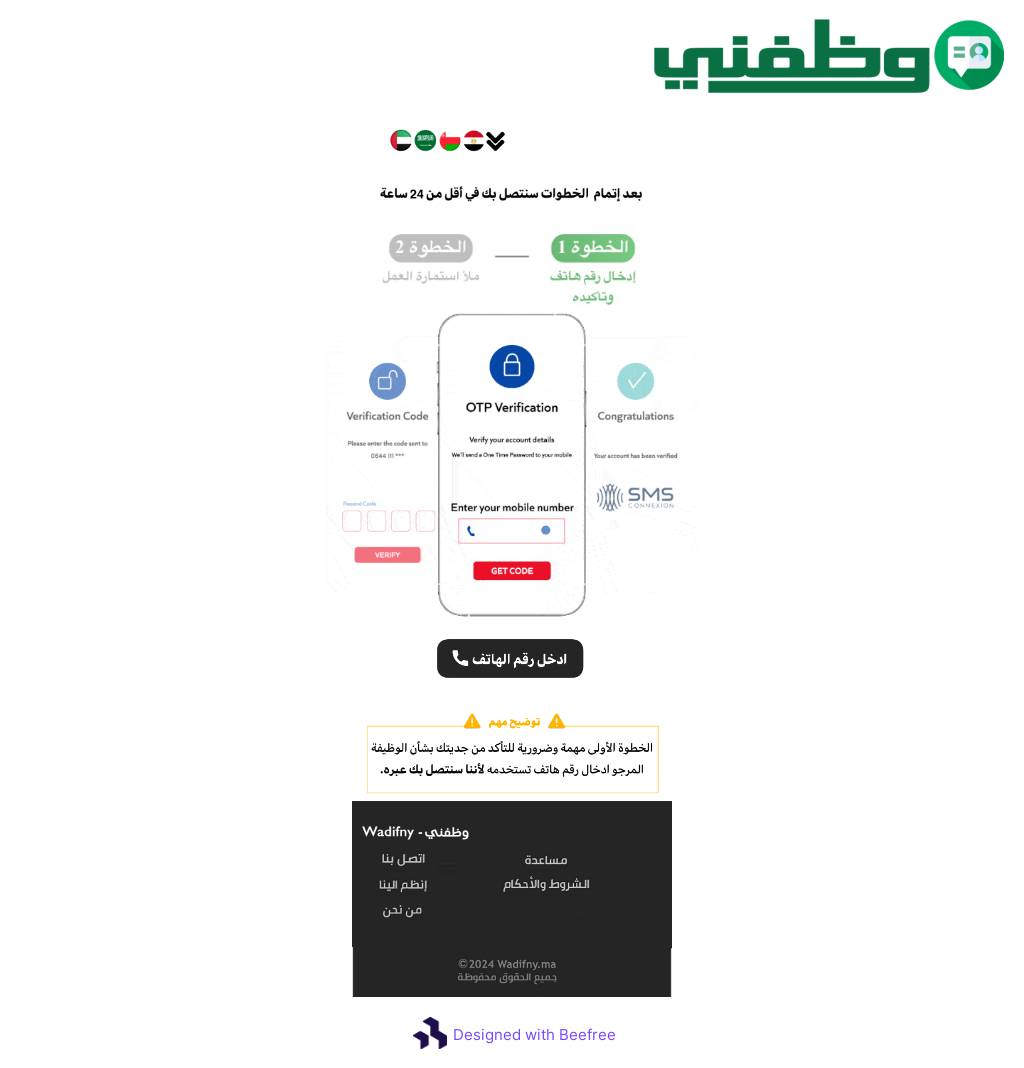 وظفني
بعد إتمام الخطوات سنتصل بك في أقل من 24 ساعة
الخطوة 1
الخطوة 2
إدخال رقم هاتف وتأكيده
ملأ استمارة العمل
Verification Code
Please enter the code sent to
0644 111 ***
Resend Code
VERIFY
OTP Verification
Verify your account details
We'll send a One Time Password to your mobile
Enter your mobile number
GET CODE
Congratulations
Your account has been verified
SMS
CONNEXION
ادخل رقم الهاتف
توضيح مهم
الخطوة الأولى مهمة وضرورية للتأكد من جديتك بشأن الوظيفة
المرجو ادخال رقم هاتف تستخدمه لأننا سنتصل بك عبره.
وظفني - Wadifny
اتصل بنا
إنظم الينا
من نحن
مساعدة
الشروط والأحكام
©2024 Wadifny.ma
جميع الحقوق محفوظة
Designed with Beefree